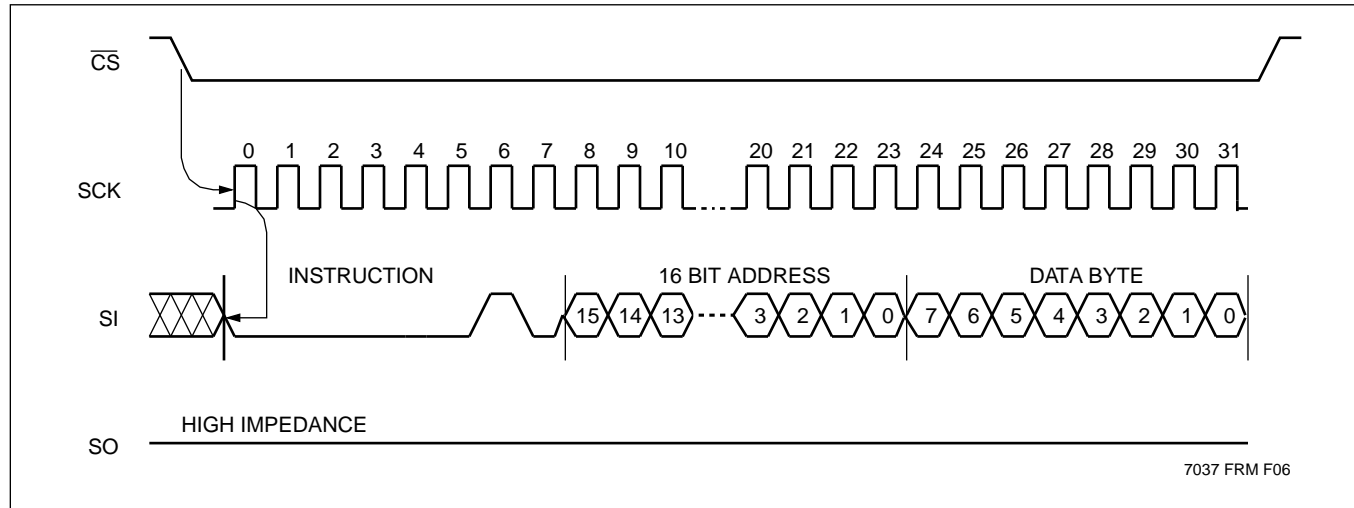 CS
0 1 2 3 4 5 6 7 8 9 10 20 21 22 23 24 25 26 27 28 29 30 31
SCK
INSTRUCTION 16 BIT ADDRESS DATA BYTE
SI 15 14 13 3 2 1 0 7 6 5 4 3 2 1 0
HIGH IMPEDANCE
SO
7037 FRM F06